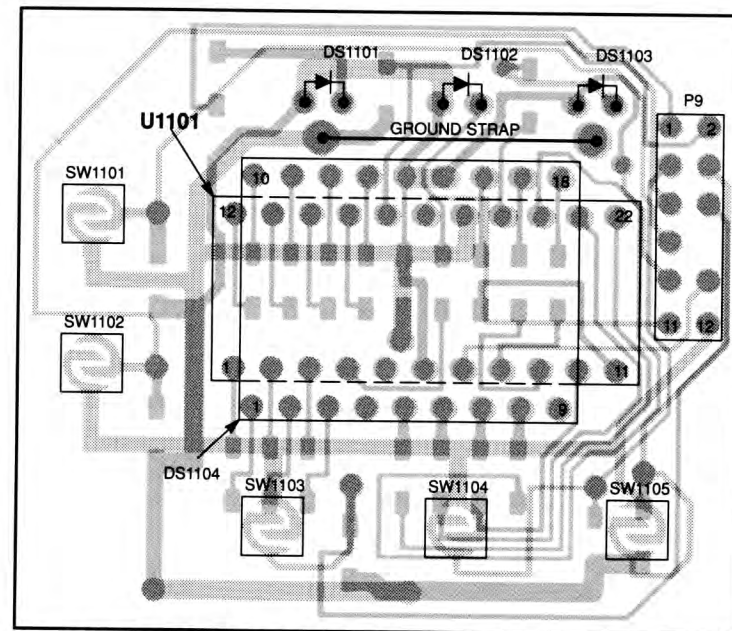 DS1101
DS1102
DS1103
P9
U1101
1
2
GROUND STRAP
SW1101
10
18
12
22
SW1102
11
12
1
11
1
9
DS1104
SW1103
SW1104
SW1105